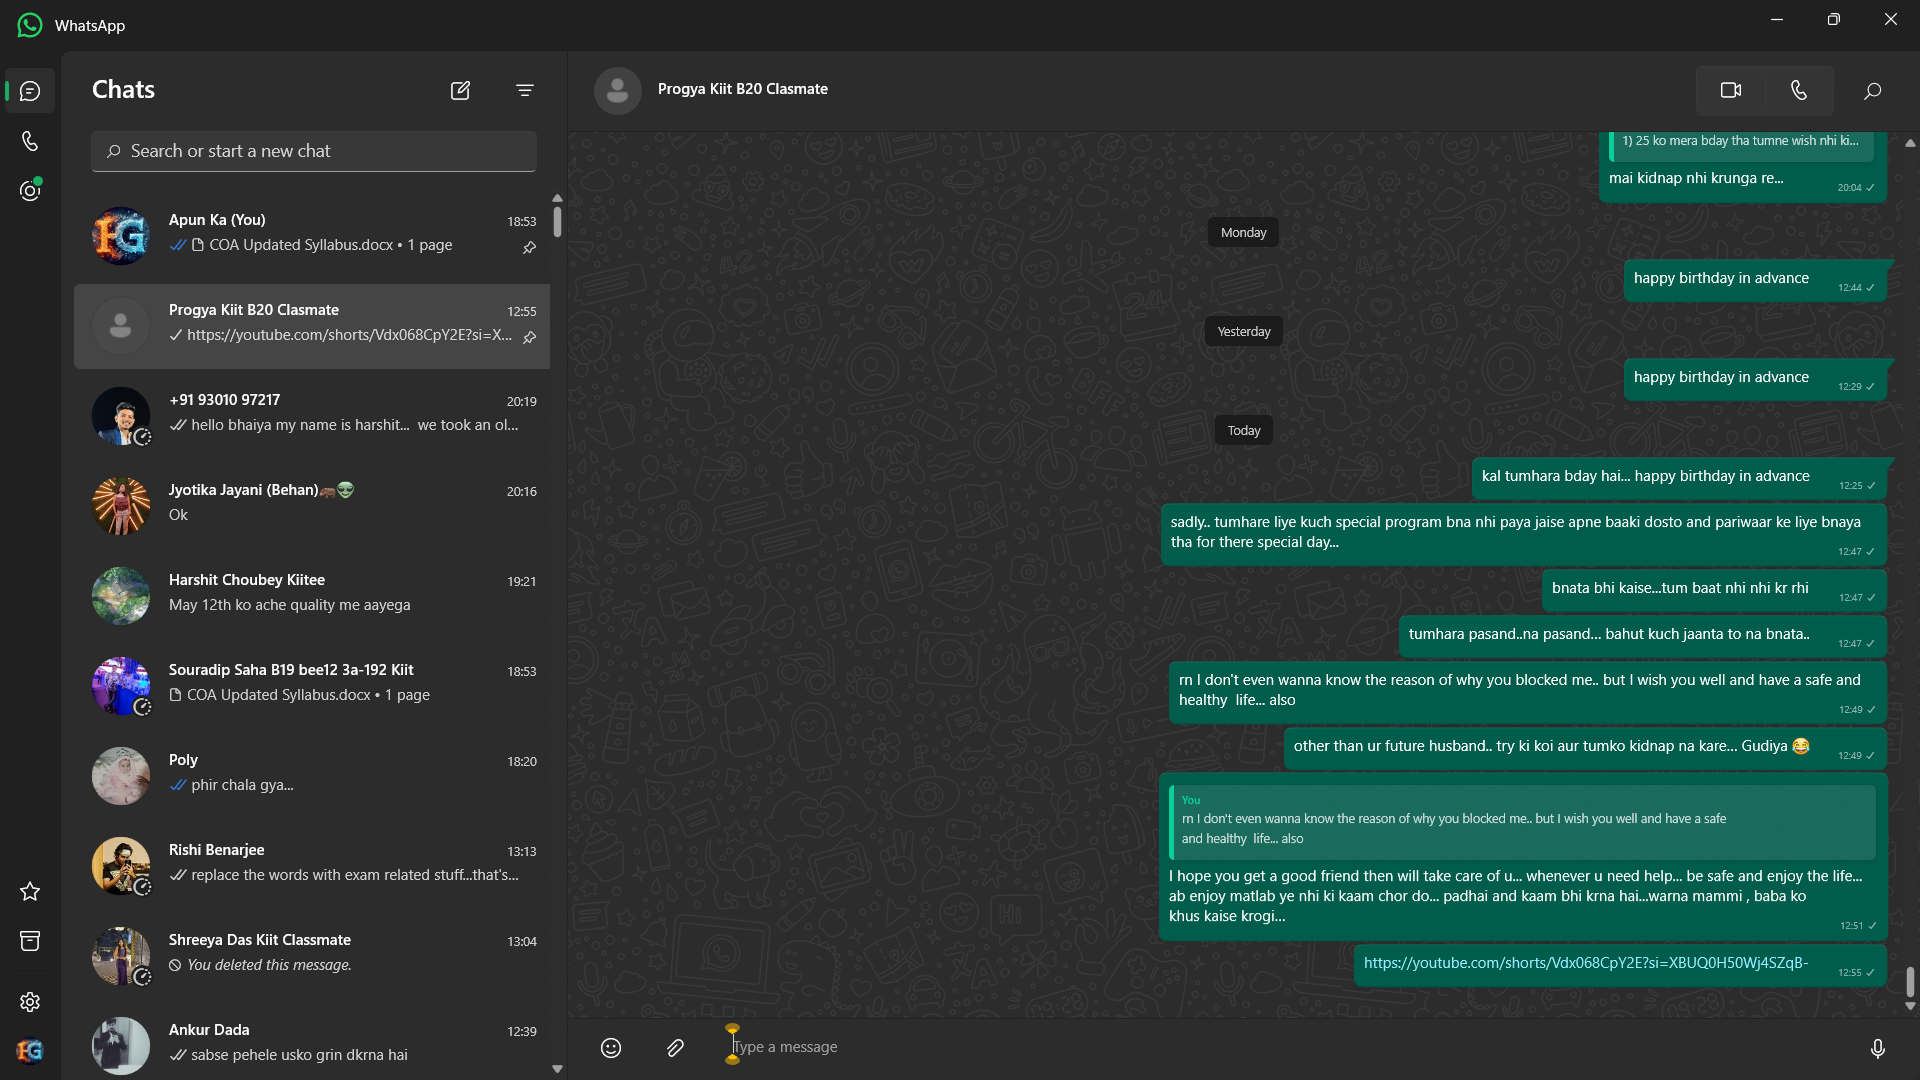 WhatsApp
Chats
Search or start a new chat
Apun Ka (You)
18:53
COA Updated Syllabus.docx • 1 page
Progya Kiit B20 Clasmate
12:55
https://youtube.com/shorts/Vdx068CpY2E?si=X...
+91 93010 97217
20:19
hello bhaiya my name is harshit... we took an ol...
Jyotika Jayani (Behan)🦛👽
20:16
Ok
Harshit Choubey Kiitee
19:21
May 12th ko ache quality me aayega
Souradip Saha B19 bee12 3a-192 Kiit
18:53
COA Updated Syllabus.docx • 1 page
Poly
18:20
phir chala gya...
Rishi Benarjee
13:13
replace the words with exam related stuff...that's...
Shreeya Das Kiit Classmate
13:04
You deleted this message.
Ankur Dada
12:39
sabse pehele usko grin dkrna hai
Progya Kiit B20 Clasmate
1) 25 ko mera bday tha tumne wish nhi ki...
mai kidnap nhi krunga re...
20:04
Monday
happy birthday in advance
12:44
Yesterday
happy birthday in advance
12:29
Today
kal tumhara bday hai... happy birthday in advance
12:25
sadly.. tumhare liye kuch special program bna nhi paya jaise apne baaki dosto and pariwaar ke liye bnaya
tha for there special day...
12:47
bnata bhi kaise...tum baat nhi nhi kr rhi
12:47
tumhara pasand..na pasand... bahut kuch jaanta to na bnata..
12:47
rn I don't even wanna know the reason of why you blocked me.. but I wish you well and have a safe and
healthy life... also
12:49
other than ur future husband.. try ki koi aur tumko kidnap na kare... Gudiya 😂
12:49
You
rn I don't even wanna know the reason of why you blocked me.. but I wish you well and have a safe
and healthy life... also
I hope you get a good friend then will take care of u... whenever u need help... be safe and enjoy the life...
ab enjoy matlab ye nhi ki kaam chor do... padhai and kaam bhi krna hai...warna mammi , baba ko
khus kaise krogi...
12:51
https://youtube.com/shorts/Vdx068CpY2E?si=XBUQ0H50Wj4SZqB-
12:55
Type a message